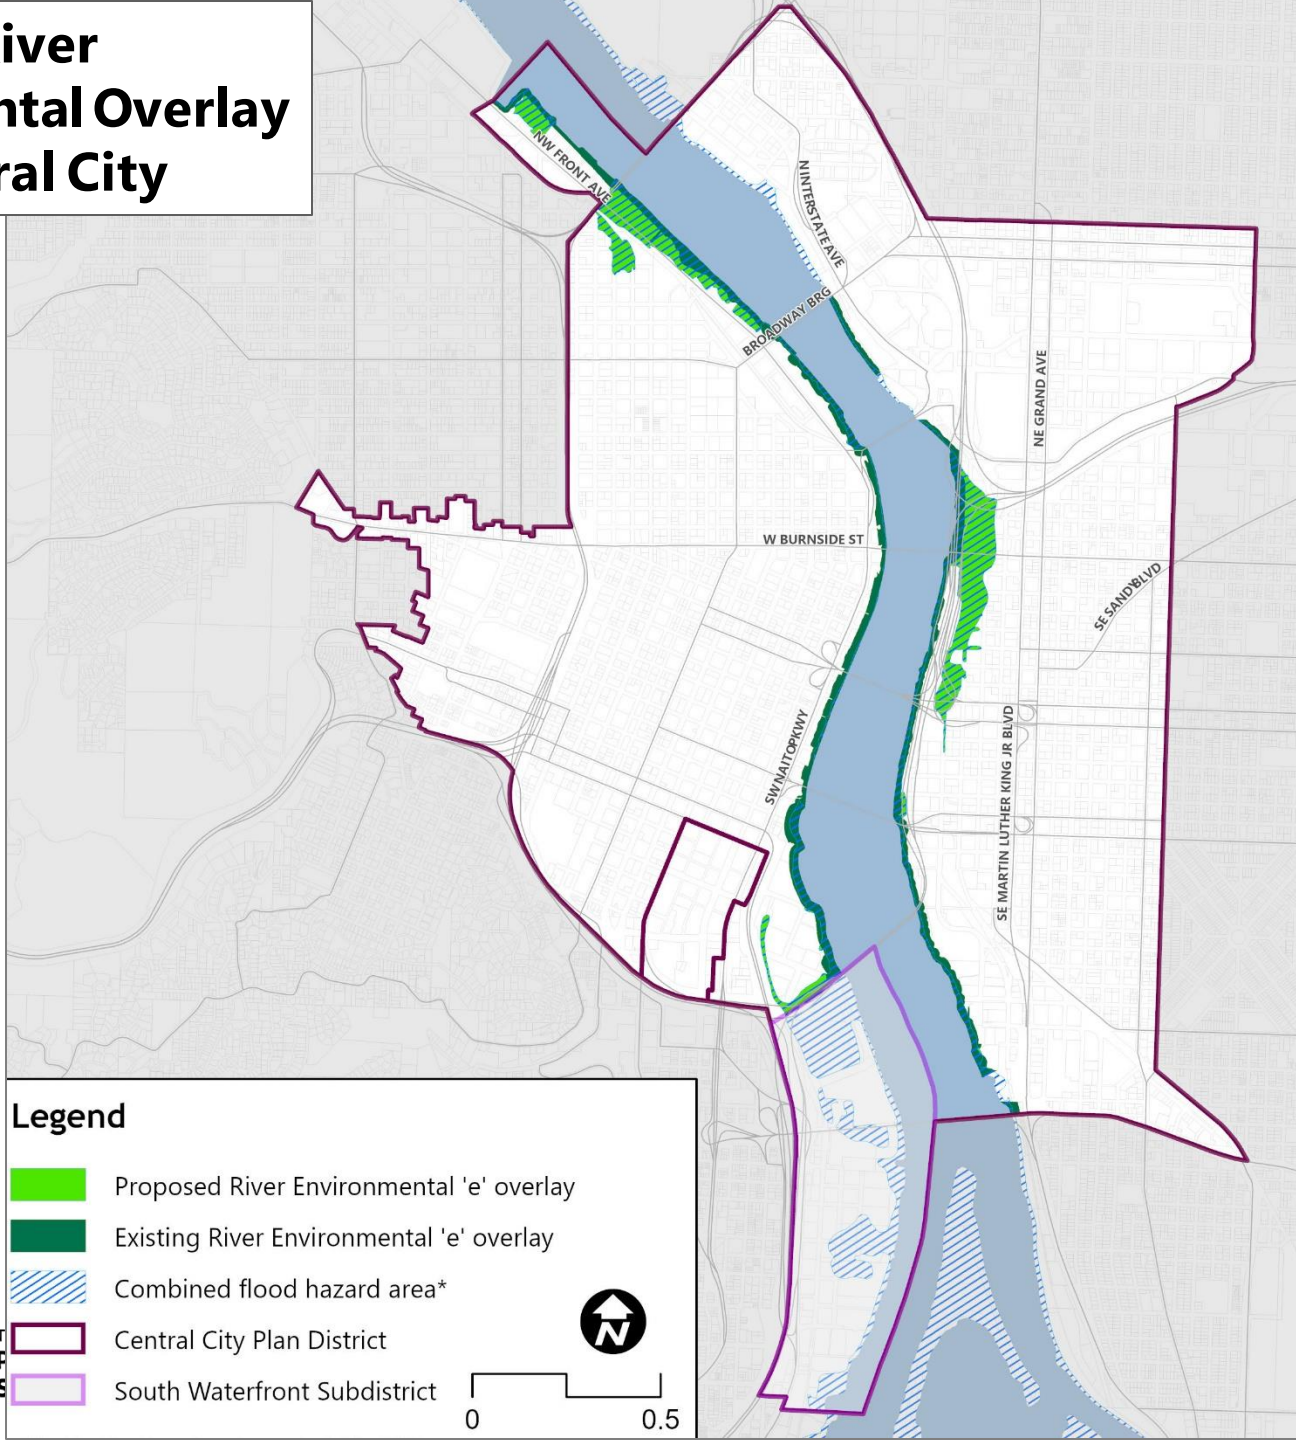 iver
ntal Overlay
ral City
NW FRONT AVE
N INTERSTATE AVE
BROADWAY BRG
NE GRAND AVE
W BURNSIDE ST
SE SANDY BLVD
SW NAITO PKWY
SE MARTIN LUTHER KING JR BLVD
Legend
Proposed River Environmental 'e' overlay
Existing River Environmental 'e' overlay
Combined flood hazard area*
Central City Plan District
South Waterfront Subdistrict
N
0
0.5